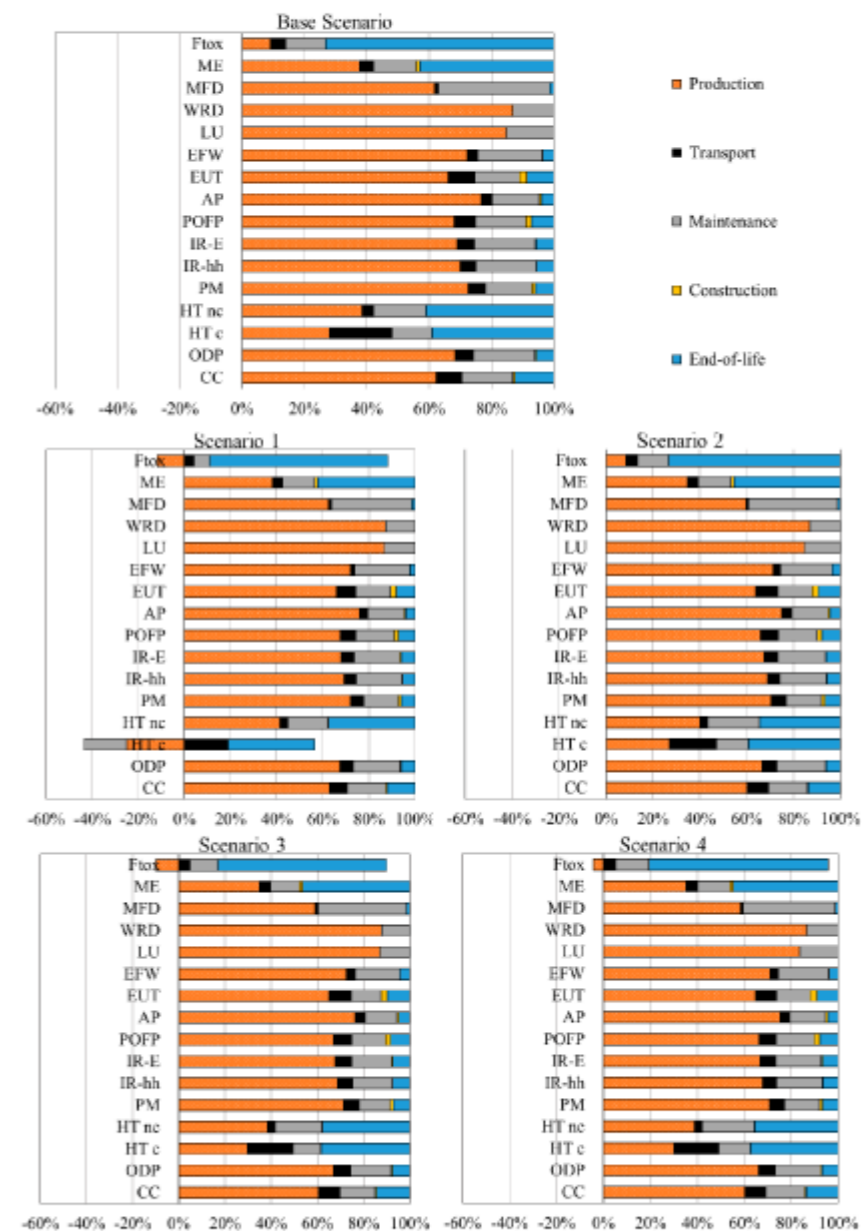 Base Scenario
Ftox
ME
MFD
WRD
LU
EFW
EUT
AP
POFP
IR-E
IR-hh
PM
HT nc
HT c
ODP
CC
-60% -40% -20% 0% 20% 40% 60% 80% 100%
Production
Transport
Maintenance
Construction
End-of-life
Scenario 1
Ftox
ME
MFD
WRD
LU
EFW
EUT
AP
POFP
IR-E
IR-hh
PM
HT nc
HT c
ODP
CC
-60% -40% -20% 0% 20% 40% 60% 80% 100%
Scenario 2
Ftox
ME
MFD
WRD
LU
EFW
EUT
AP
POFP
IR-E
IR-hh
PM
HT nc
HT c
ODP
CC
-60% -40% -20% 0% 20% 40% 60% 80% 100%
Scenario 3
Ftox
ME
MFD
WRD
LU
EFW
EUT
AP
POFP
IR-E
IR-hh
PM
HT nc
HT c
ODP
CC
-60% -40% -20% 0% 20% 40% 60% 80% 100%
Scenario 4
Ftox
ME
MFD
WRD
LU
EFW
EUT
AP
POFP
IR-E
IR-hh
PM
HT nc
HT c
ODP
CC
-60% -40% -20% 0% 20% 40% 60% 80% 100%